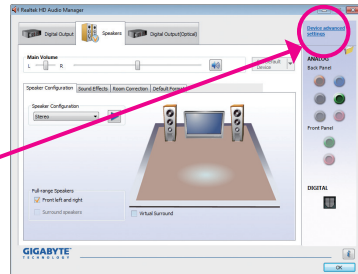 Realtek HD Audio Manager
Digital Output
Speakers
Digital Output(Optical)
Device advanced
settings
Main Volume
L
R
Device
ANALOG
Back Panel
Speaker Configuration
Sound Effects
Room Correction
Default Format
Speaker Configuration
Stereo
Front Panel
Full-range Speakers
Front left and right
Surround speakers
Virtual Surround
DIGITAL
GIGABYTE
TECHNOLOGY
OK